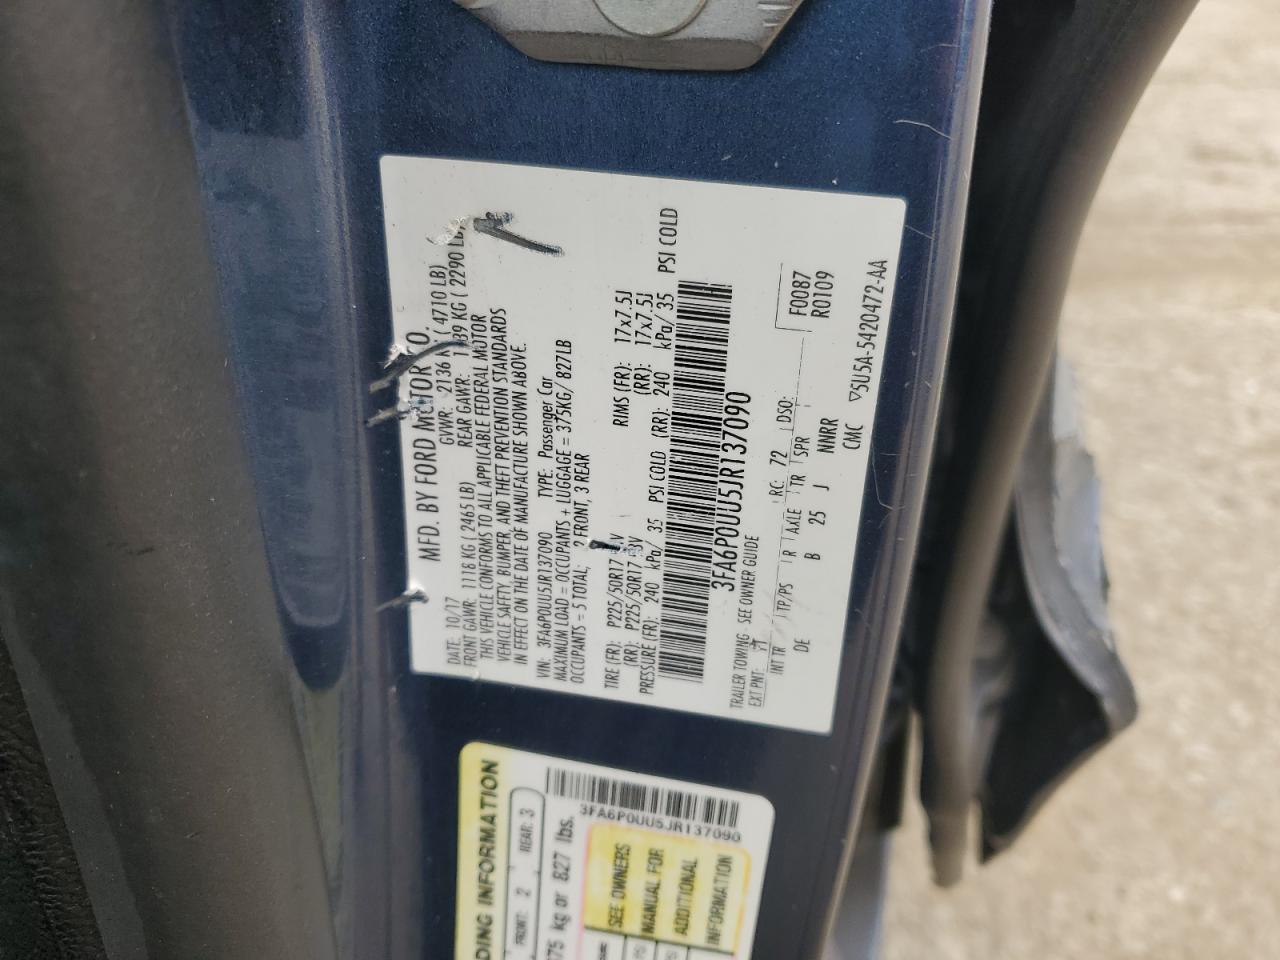 MFD. BY FORD MOTOR CO.
DATE: 10/17 GVWR: 2136 KG ( 4710 LB)
FRONT GAWR: 1118 KG ( 2465 LB) REAR GAWR: KG ( 2290 LB)
THIS VEHICLE CONFORMS TO ALL APPLICABLE FEDERAL MOTOR
VEHICLE SAFETY, BUMPER, AND THEFT PREVENTION STANDARDS
IN EFFECT ON THE DATE OF MANUFACTURE SHOWN ABOVE.
VIN: 3FA6P0UU5JR137090 TYPE: Passenger Car
MAXIMUM LOAD = OCCUPANTS + LUGGAGE = 375KG/ 827LB
OCCUPANTS = 5 TOTAL; 2 FRONT, 3 REAR
TIRE (FR): P225/50R17 RIMS (FR): 17x7.5J
(RR): P225/50R17 (RR): 17x7.5J
PRESSURE (FR): 240 kPa/ 35 PSI COLD (RR): 240 kPa/ 35 PSI COLD
3FA6P0UU5JR137090
TRAILER TOWING - SEE OWNER GUIDE
EXT PNT: RC: 72 DSO: F0087
INT TR TP/PS R AXLE TR SPR R0109
DE B 25 J NNRR
CMC ▽5U5A-5420472-AA
3FA6P0UU5JR137090
DING INFORMATION
FRONT: 2 REAR: 3
375 kg or 827 lbs.
SEE OWNERS
MANUAL FOR
ADDITIONAL
INFORMATION